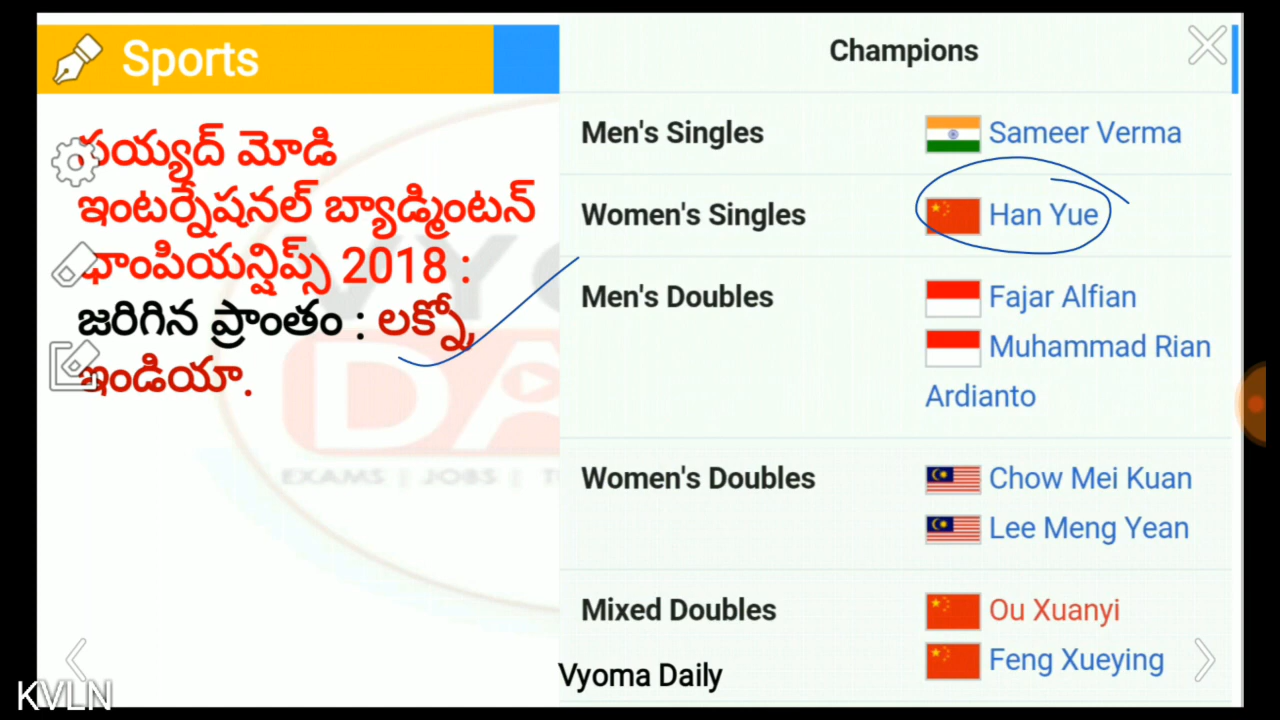 Sports
సయ్యద్ మోడి
ఇంటర్నేషనల్ బ్యాడ్మింటన్
ఛాంపియన్షిప్స్ 2018 :
జరిగిన ప్రాంతం : లక్నో,
ఇండియా.
EXAMS | JOBS |
Champions
Men's Singles Sameer Verma
Women's Singles Han Yue
Men's Doubles Fajar Alfian
Muhammad Rian
Ardianto
Women's Doubles Chow Mei Kuan
Lee Meng Yean
Mixed Doubles Ou Xuanyi
Feng Xueying
Vyoma Daily
KVLN